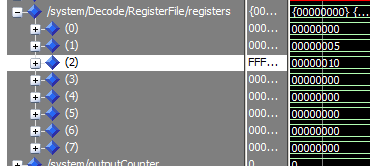 /system/Decode/RegisterFile/registers {00... {00000000} {...
(0) 000... 00000000
(1) 000... 00000005
(2) FFF... 00000010
(3) 000... 00000000
(4) 000... 00000000
(5) 000... 00000000
(6) 000... 00000000
(7) 000... 00000000
/system/outputCounter 0 0